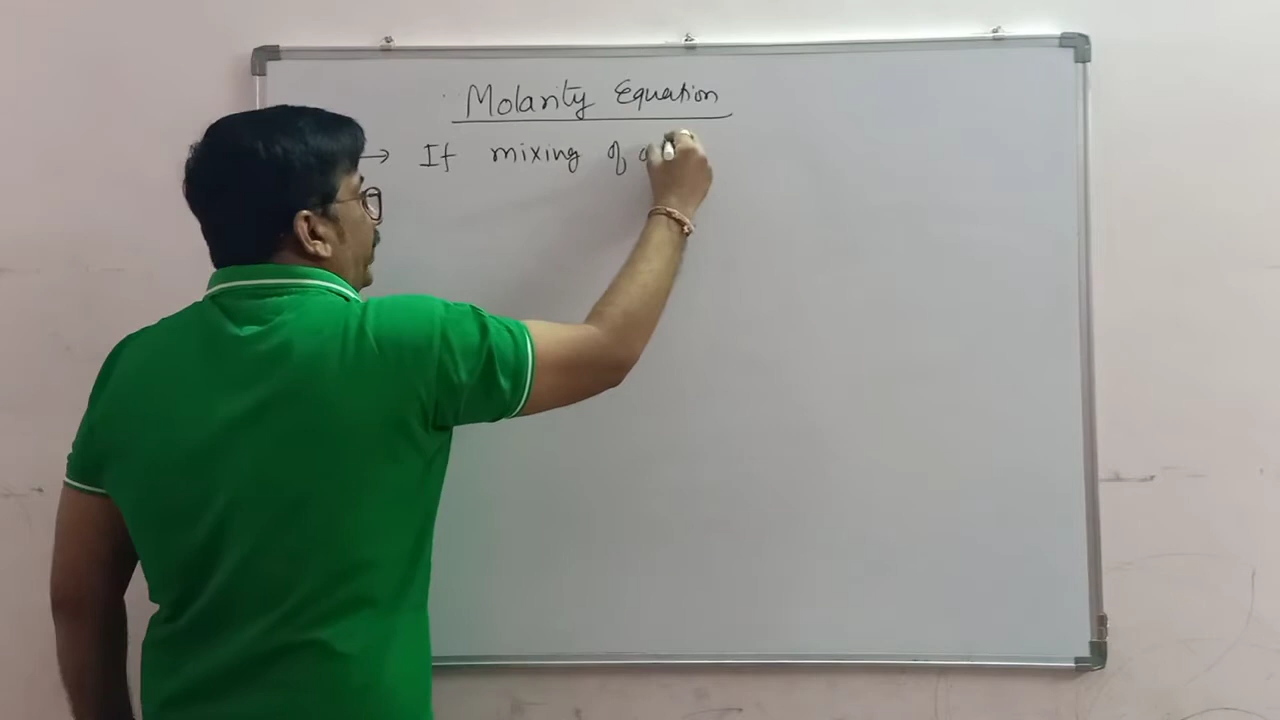 Molarity Equation
→ If mixing of